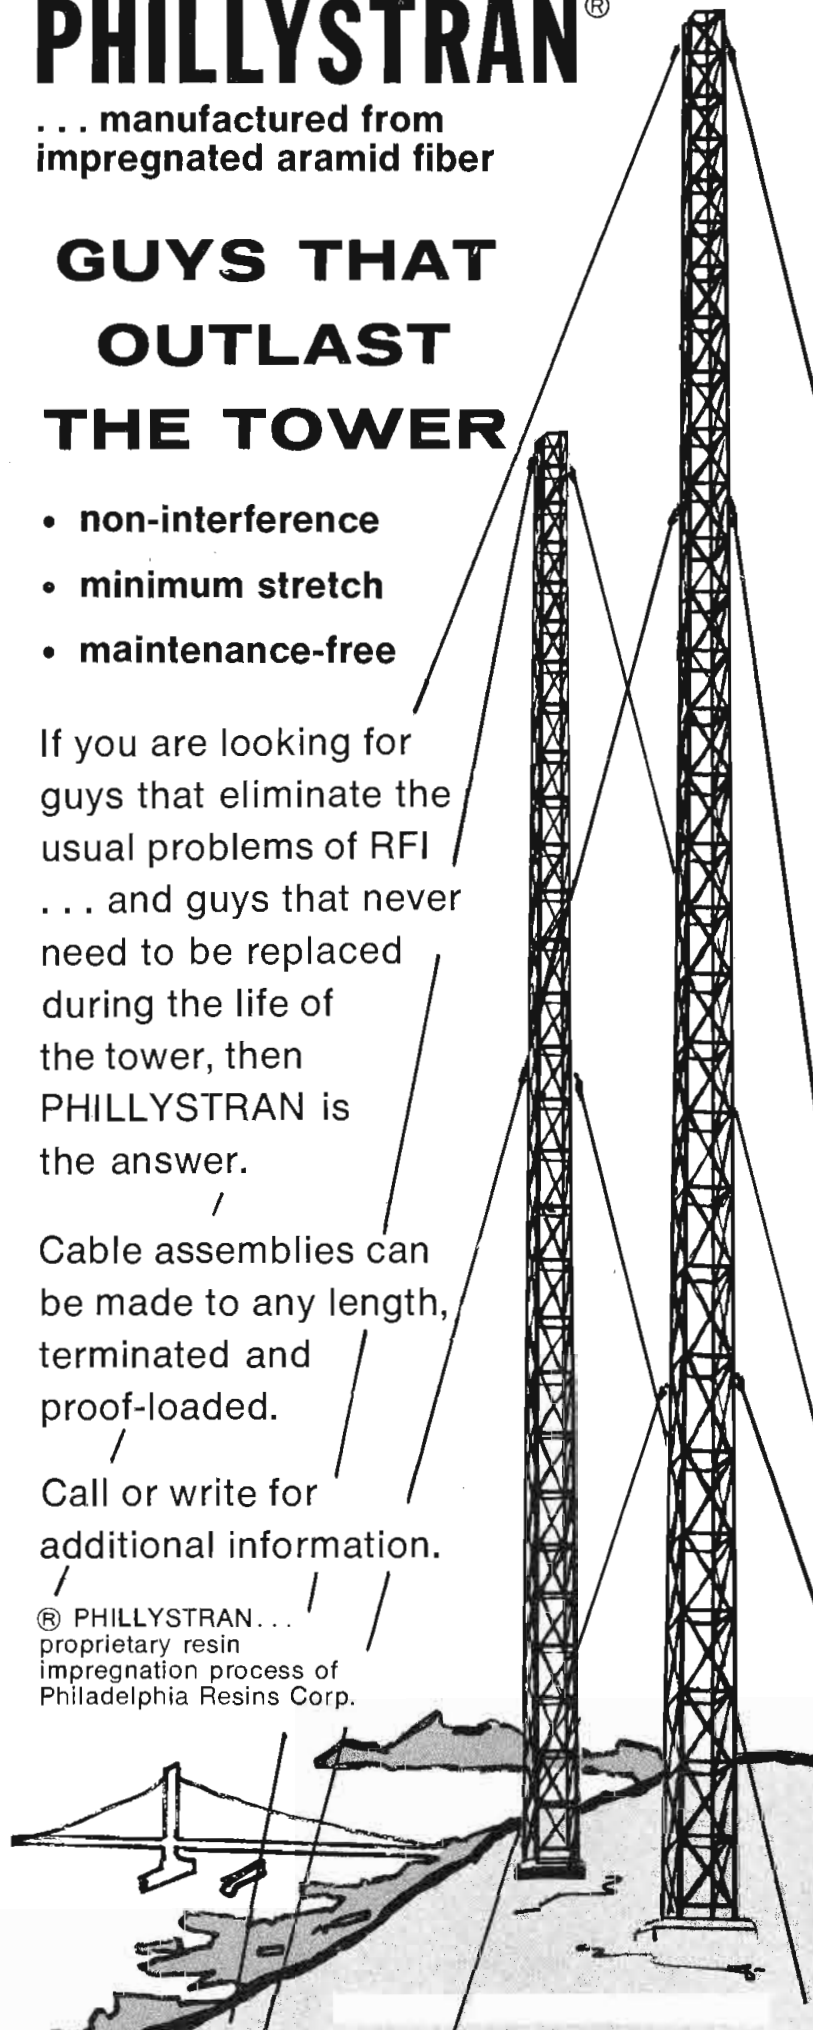 PHILLYSTRAN®
... manufactured from
impregnated aramid fiber
GUYS THAT
OUTLAST
THE TOWER
• non-interference
• minimum stretch
• maintenance-free
If you are looking for
guys that eliminate the
usual problems of RFI
... and guys that never
need to be replaced
during the life of
the tower, then
PHILLYSTRAN is
the answer.
Cable assemblies can
be made to any length,
terminated and
proof-loaded.
Call or write for
additional information.
® PHILLYSTRAN...
proprietary resin
impregnation process of
Philadelphia Resins Corp.